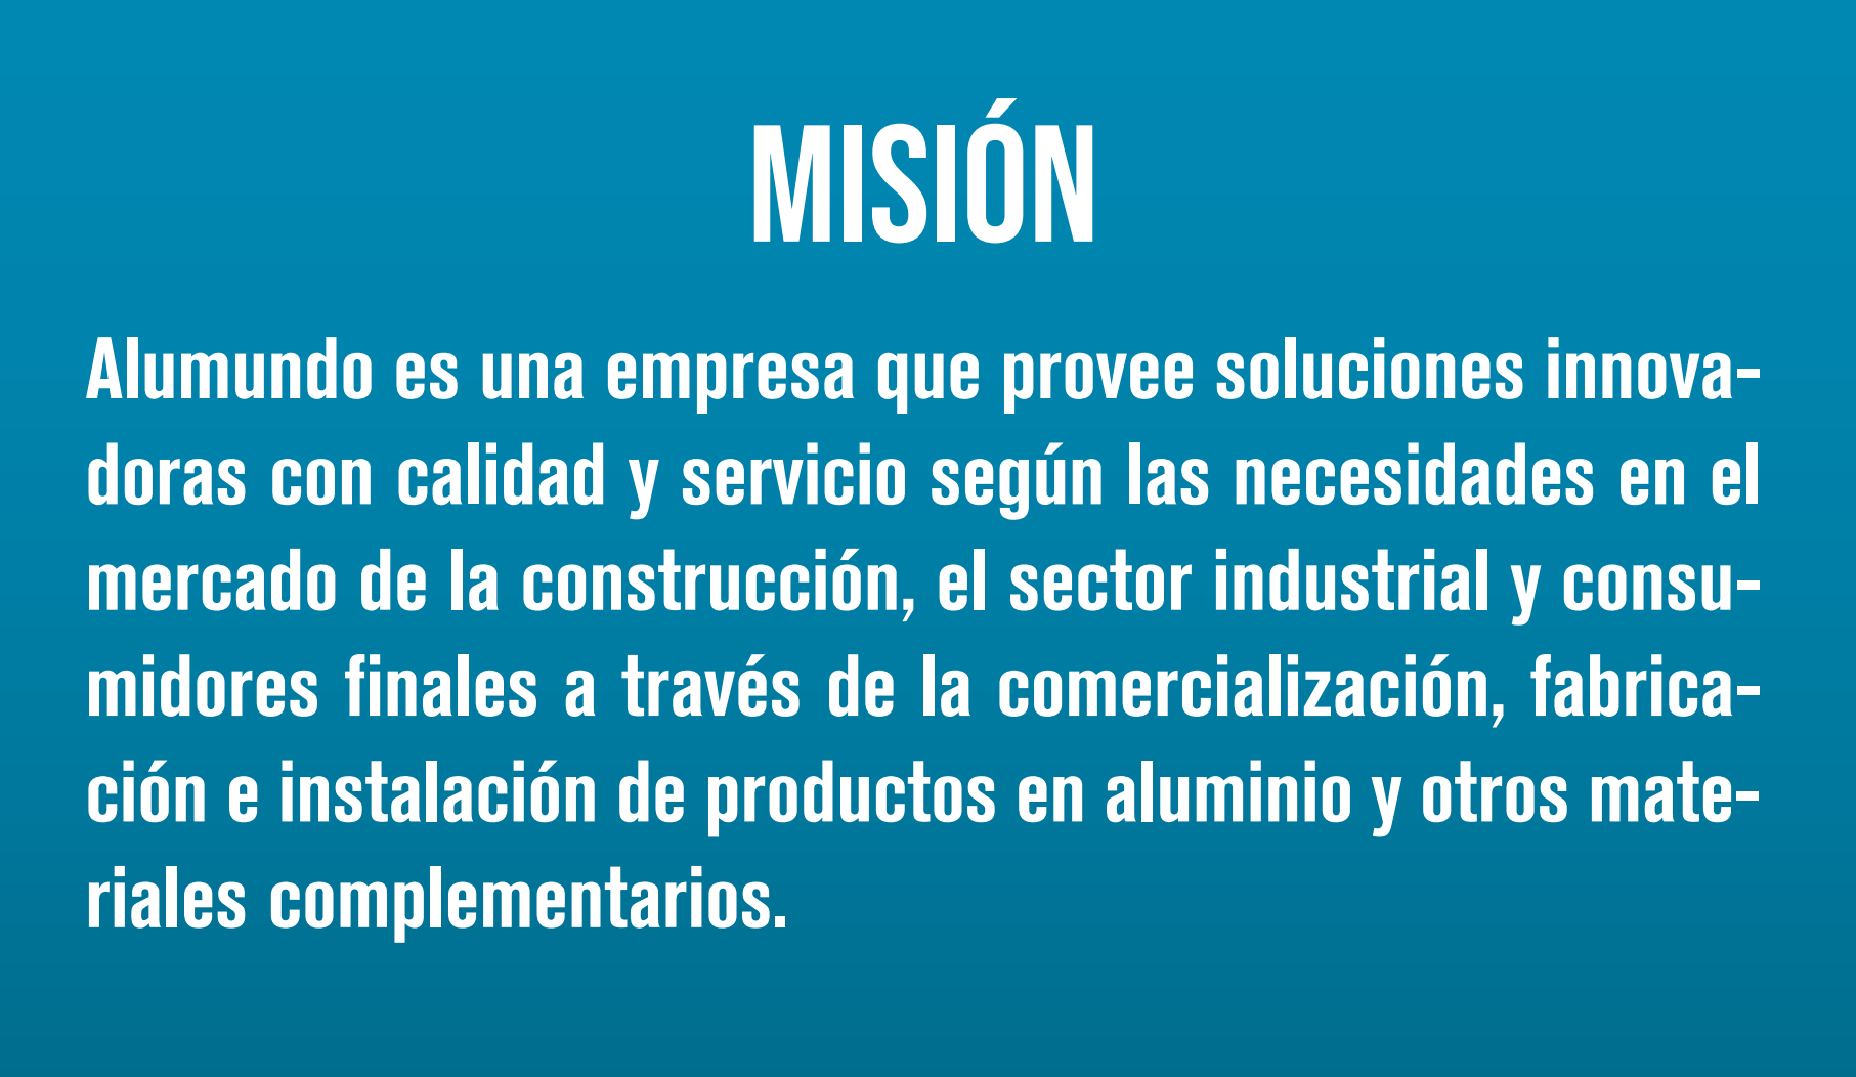 MISIÓN
Alumundo es una empresa que provee soluciones innova-
doras con calidad y servicio según las necesidades en el
mercado de la construcción, el sector industrial y consu-
midores finales a través de la comercialización, fabrica-
ción e instalación de productos en aluminio y otros mate-
riales complementarios.